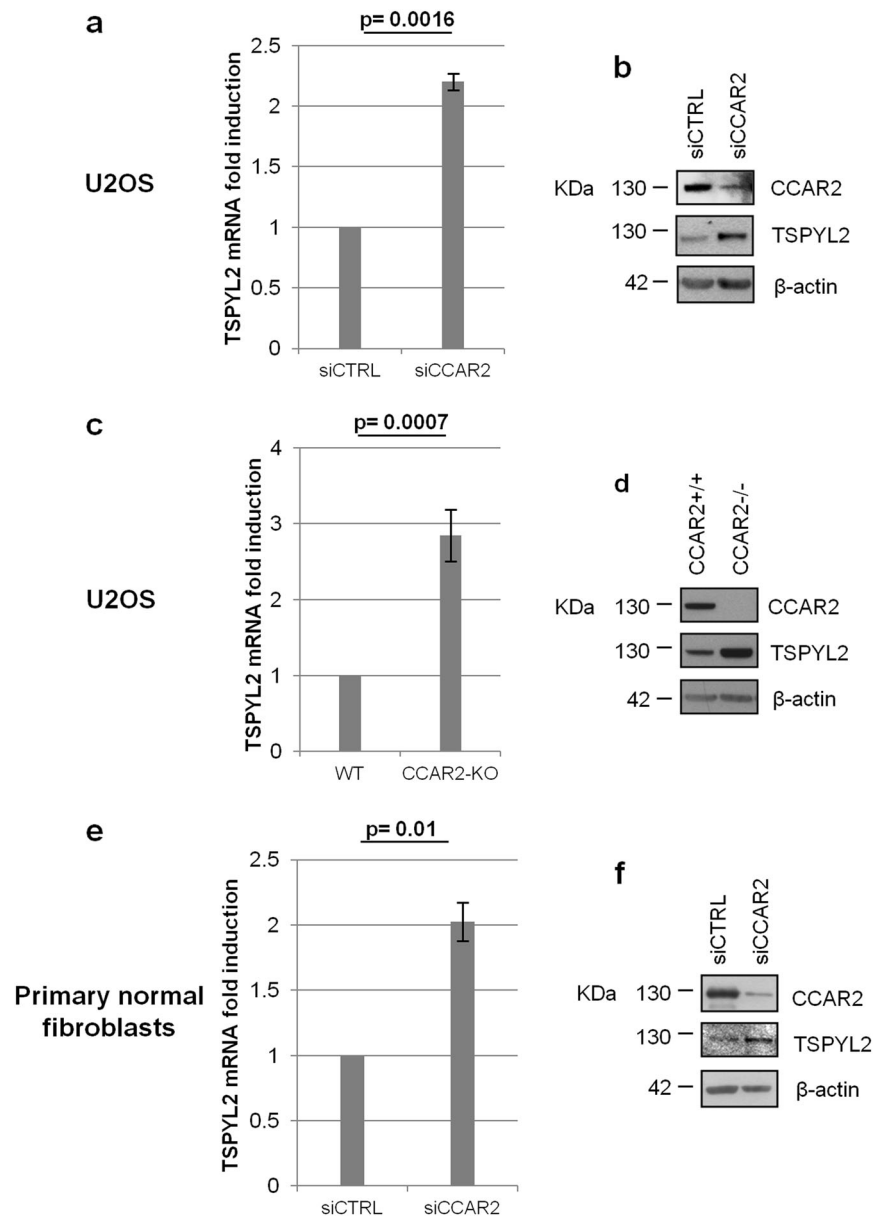 a
p= 0.0016
TSPYL2 mRNA fold induction
2.5
2
1.5
1
0.5
0
siCTRL
siCCAR2
U2OS
b
siCTRL
siCCAR2
KDa
130
CCAR2
130
TSPYL2
42
β-actin
c
p= 0.0007
TSPYL2 mRNA fold induction
4
3
2
1
0
WT
CCAR2-KO
U2OS
d
CCAR2+/+
CCAR2-/-
KDa
130
CCAR2
130
TSPYL2
42
β-actin
e
p= 0.01
TSPYL2 mRNA fold induction
2.5
2
1.5
1
0.5
0
siCTRL
siCCAR2
Primary normal
fibroblasts
f
siCTRL
siCCAR2
KDa
130
CCAR2
130
TSPYL2
42
β-actin